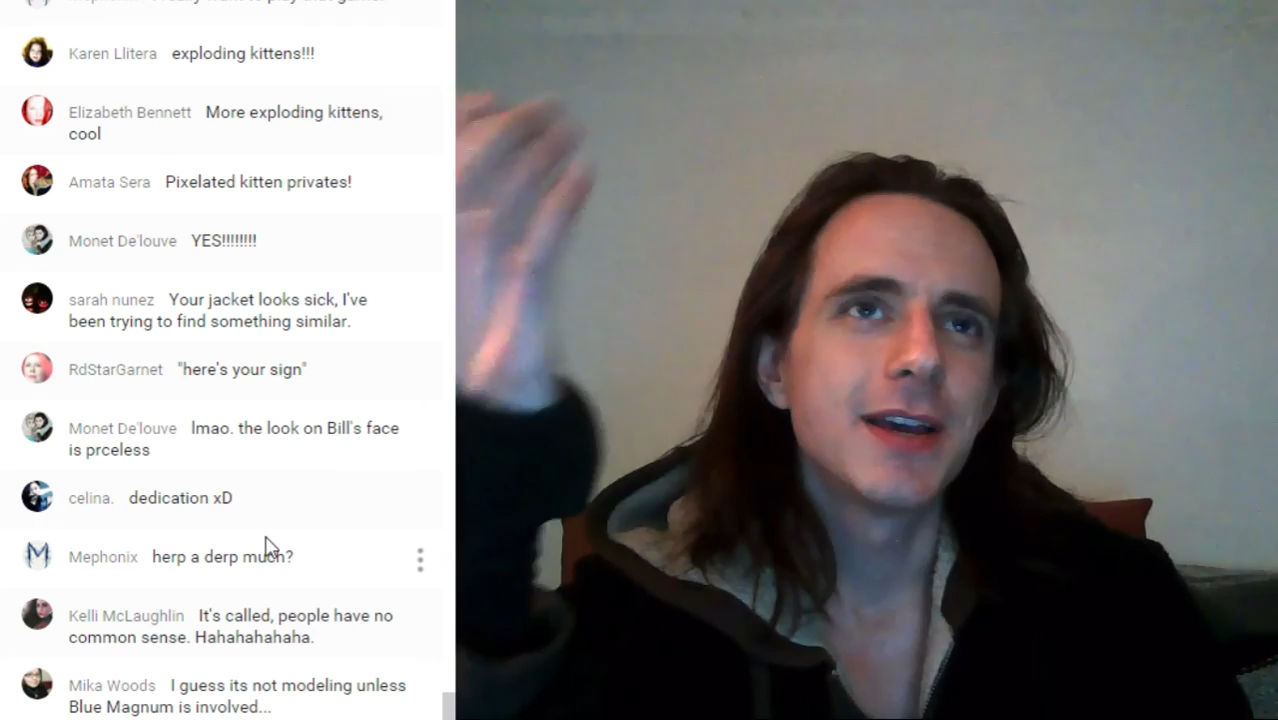 Karen Llitera exploding kittens!!!
Elizabeth Bennett More exploding kittens,
cool
Amata Sera Pixelated kitten privates!
Monet De'louve YES!!!!!!!!
sarah nunez Your jacket looks sick, I've
been trying to find something similar.
RdStarGarnet "here's your sign"
Monet De'louve lmao. the look on Bill's face
is prceless
celina. dedication xD
Mephonix herp a derp much?
Kelli McLaughlin It's called, people have no
common sense. Hahahahahaha.
Mika Woods I guess its not modeling unless
Blue Magnum is involved...